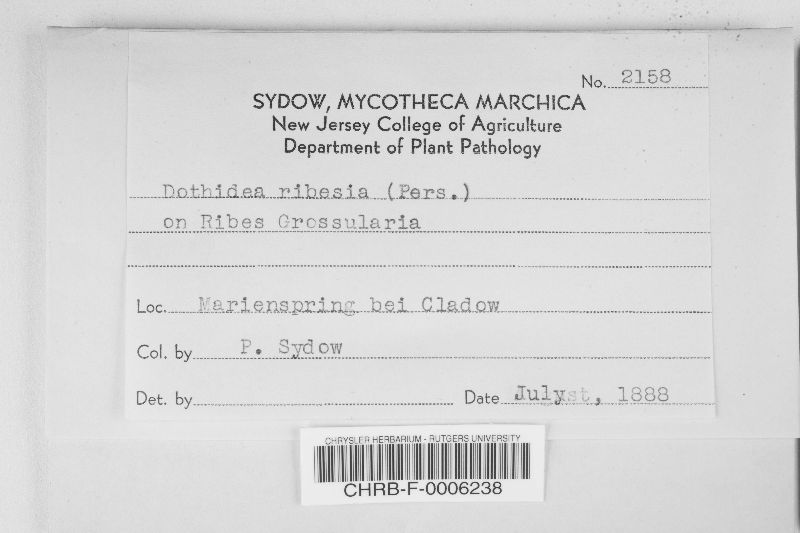 No. 2158
SYDOW, MYCOTHECA MARCHICA
New Jersey College of Agriculture
Department of Plant Pathology
Dothidea ribesia (Pers.)
on Ribes Grossularia
Loc. Marienspring bei Cladow
Col. by P. Sydow
Det. by Date July, 1888
CHRYSLER HERBARIUM - RUTGERS UNIVERSITY
CHRB-F-0006238